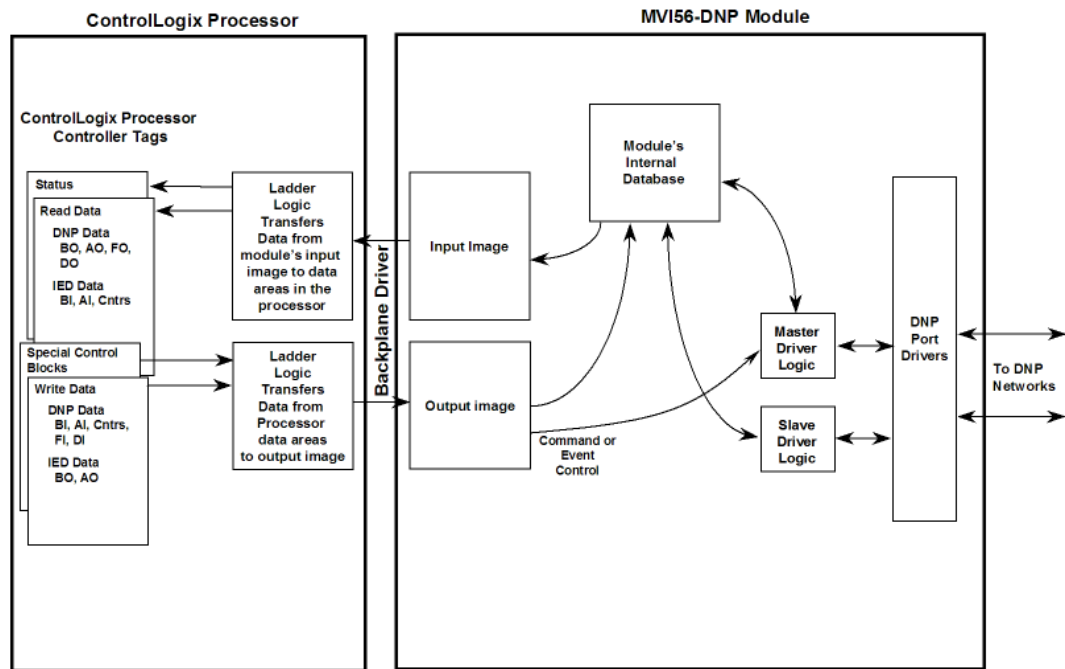 ControlLogix Processor
MVI56-DNP Module
ControlLogix Processor
Controller Tags
Status
Read Data
DNP Data
BO, AO, FO,
DO
IED Data
BI, AI, Cntrs
Special Control
Blocks
Write Data
DNP Data
BI, AI, Cntrs,
FI, DI
IED Data
BO, AO
Ladder
Logic
Transfers
Data from
module's input
image to data
areas in the
processor
Ladder
Logic
Transfers
Data from
Processor
data areas
to output image
Backplane Driver
Input Image
Output image
Module's
Internal
Database
Command or
Event
Control
Master
Driver
Logic
Slave
Driver
Logic
DNP
Port
Drivers
To DNP
Networks